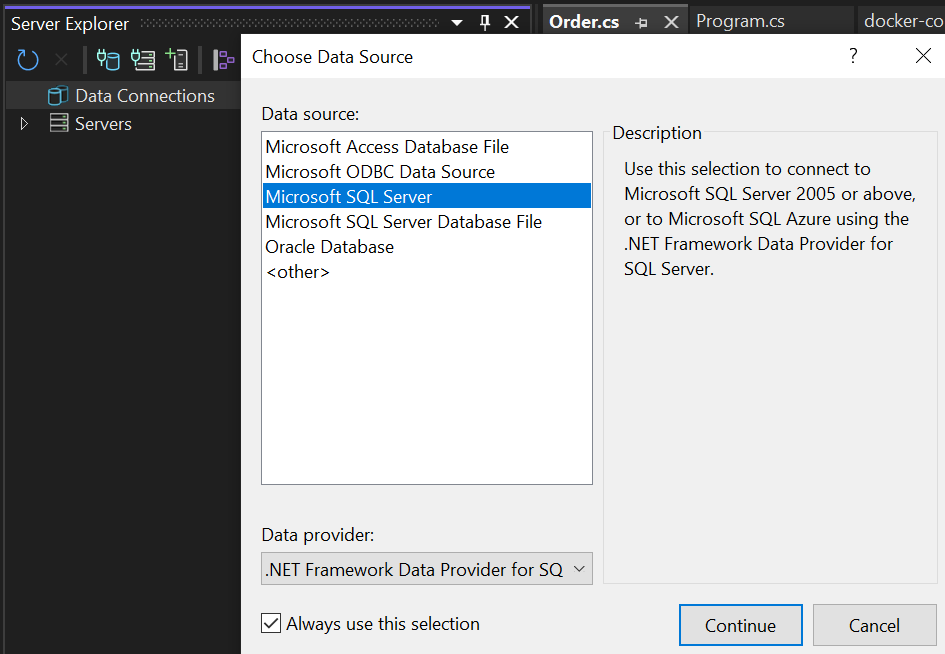 Server Explorer
Order.cs
Program.cs
docker-co
Choose Data Source
?
Data Connections
Servers
Data source:
Microsoft Access Database File
Microsoft ODBC Data Source
Microsoft SQL Server
Microsoft SQL Server Database File
Oracle Database
<other>
Description
Use this selection to connect to
Microsoft SQL Server 2005 or above,
or to Microsoft SQL Azure using the
.NET Framework Data Provider for
SQL Server.
Data provider:
.NET Framework Data Provider for SQ
Always use this selection
Continue
Cancel